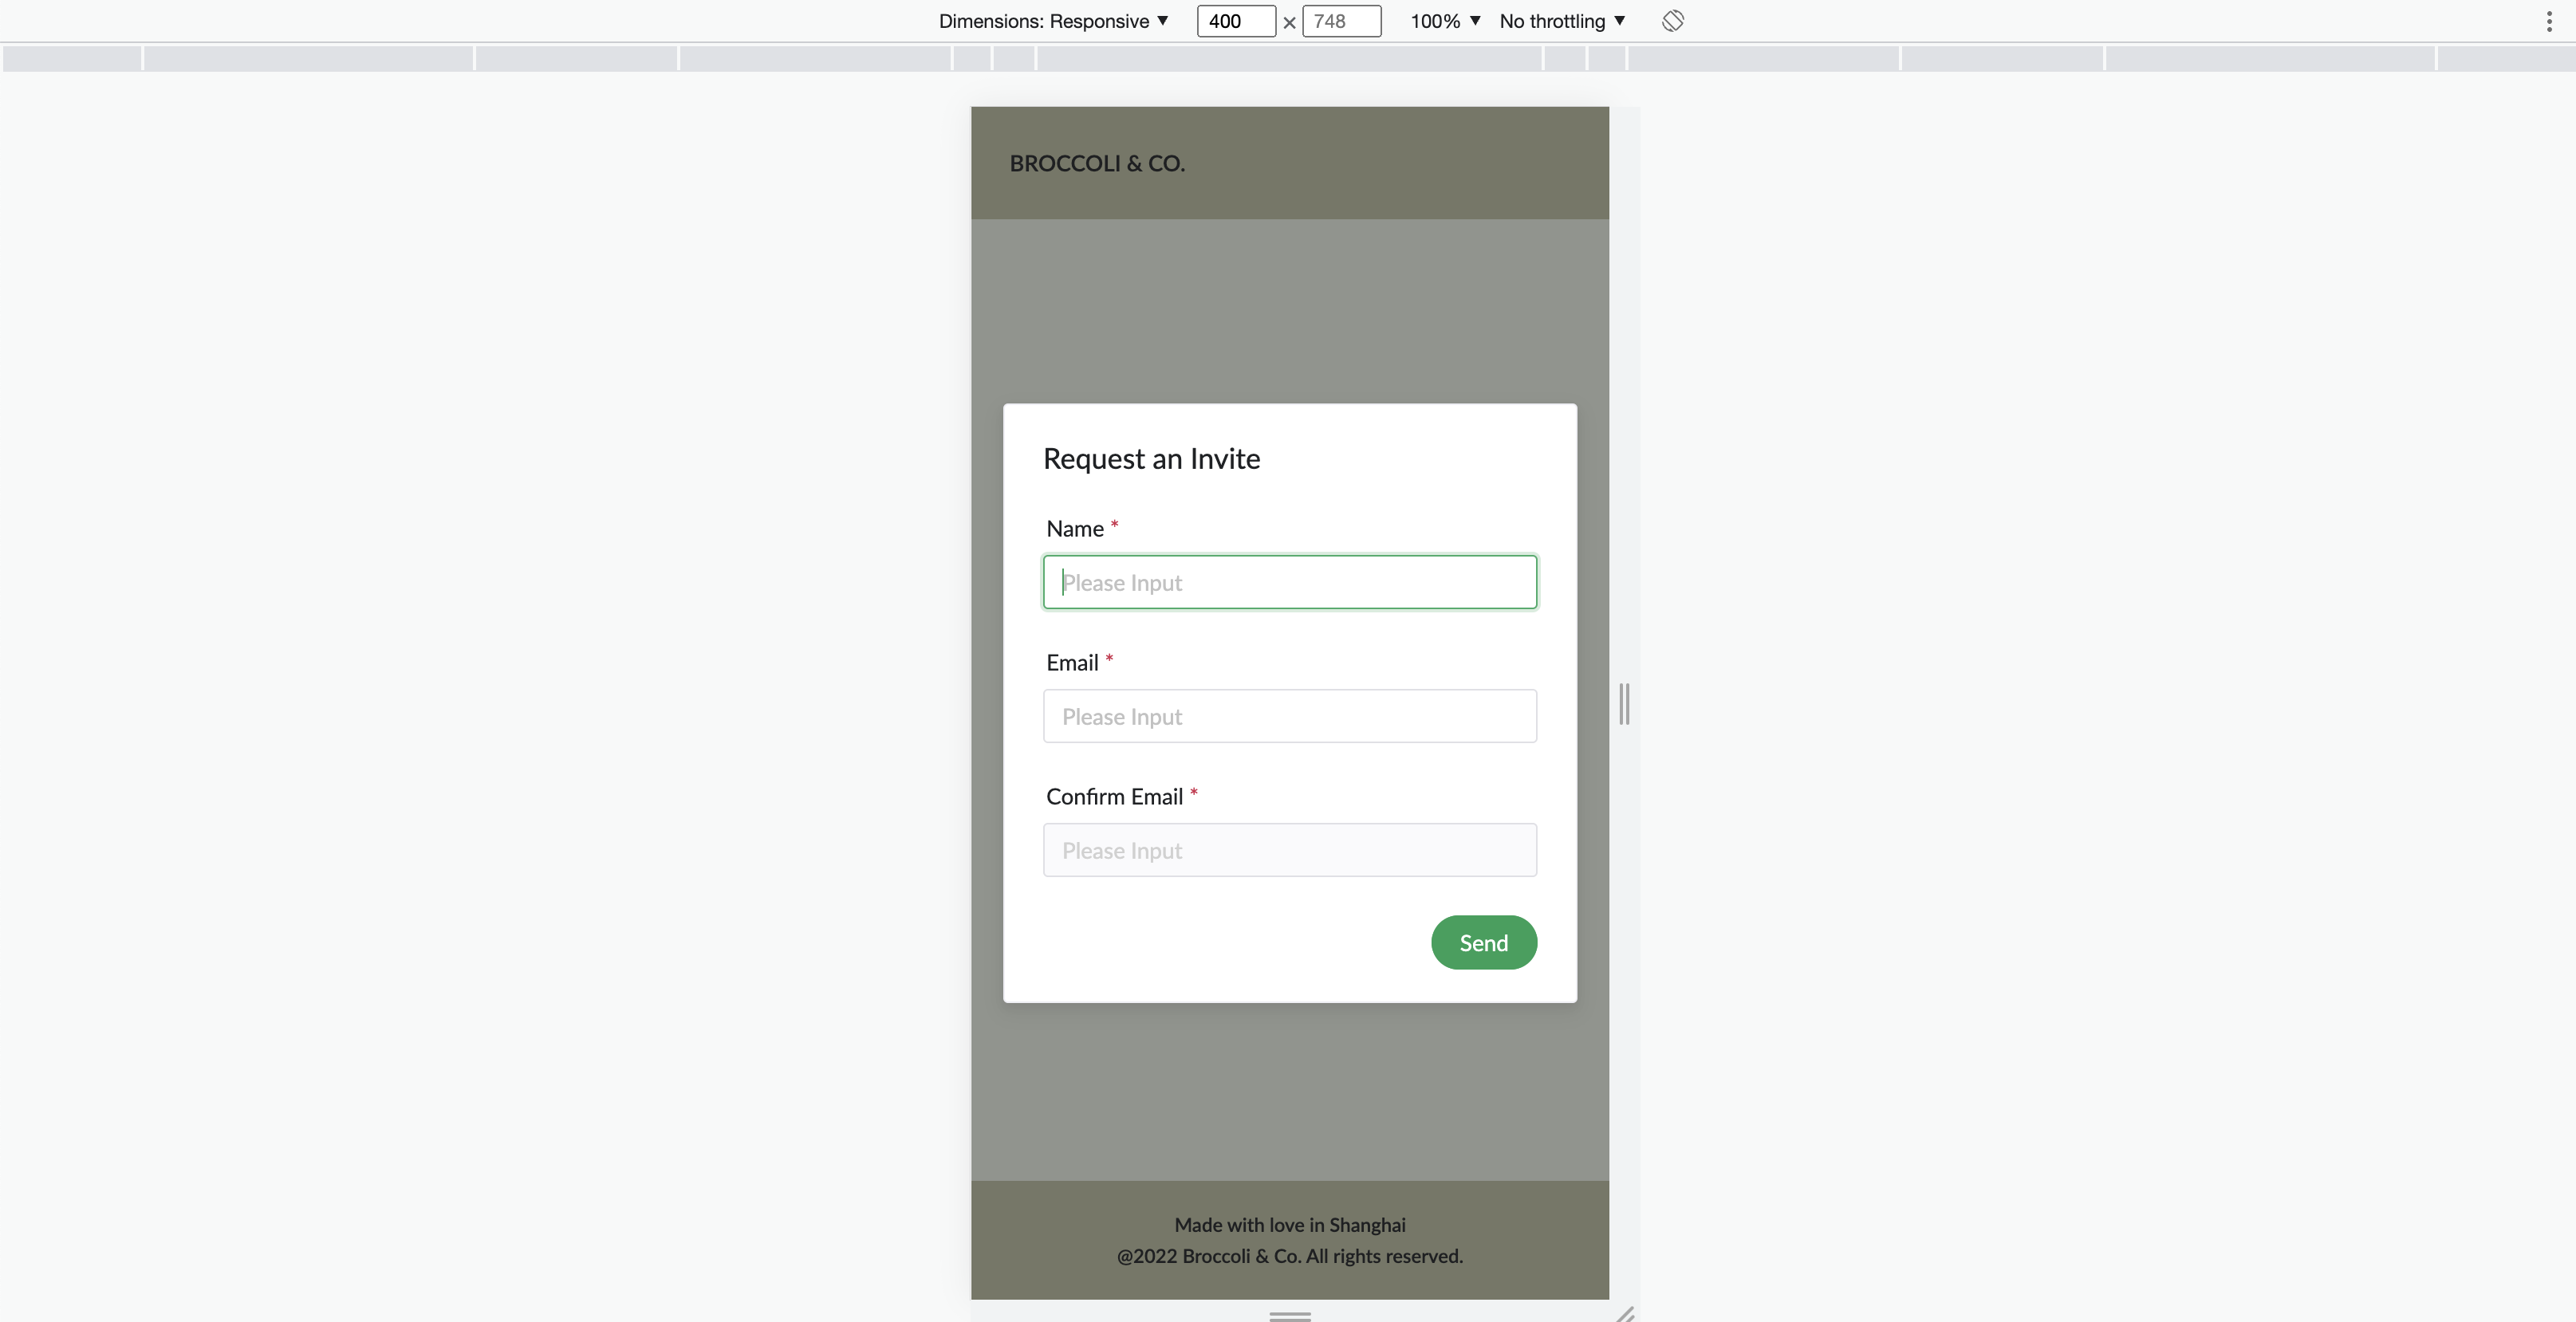 Dimensions: Responsive ▼ 400 × 748 100% ▼ No throttling ▼
BROCCOLI & CO.
Request an Invite
Name *
Please Input
Email *
Please Input
Confirm Email *
Please Input
Send
Made with love in Shanghai
@2022 Broccoli & Co. All rights reserved.